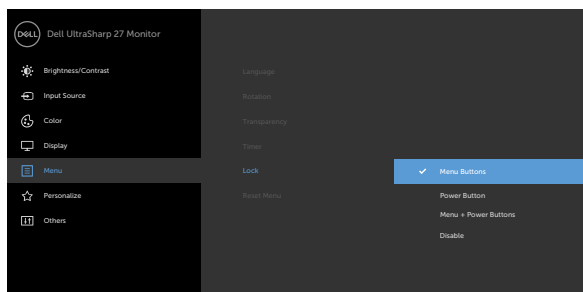 DELL Dell UltraSharp 27 Monitor
Brightness/Contrast
Input Source
Color
Display
Menu
Personalize
Others
Language
Rotation
Transparency
Timer
Lock
Reset Menu
Menu Buttons
Power Button
Menu + Power Buttons
Disable